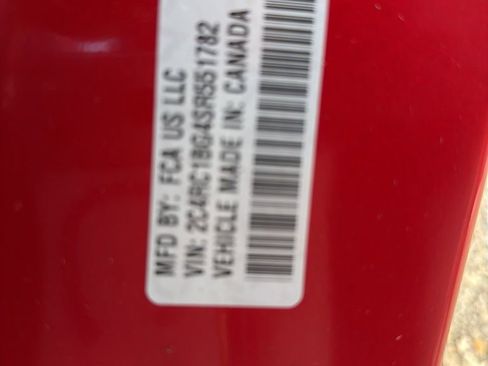 MFD BY: FCA US LLC
VIN: 2C4RC1BG4SR551782
VEHICLE MADE IN: CANADA